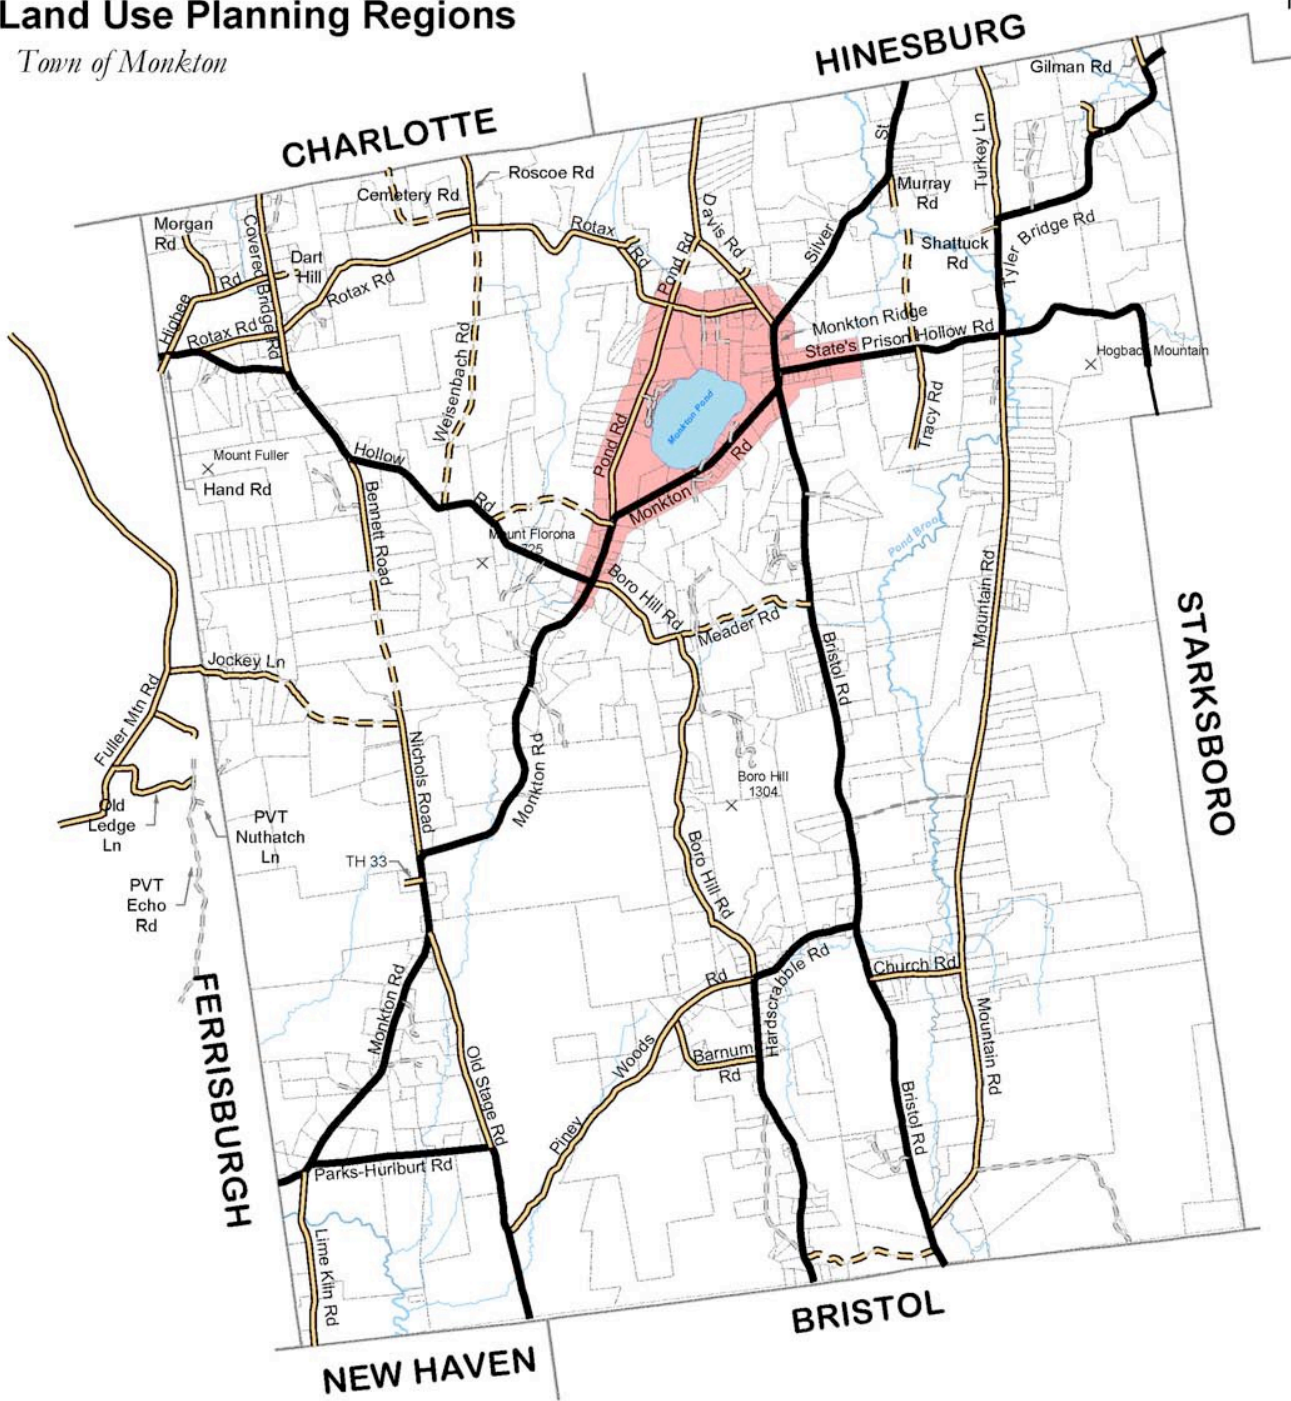 Land Use Planning Regions
Town of Monkton
HINESBURG
CHARLOTTE
Gilman Rd
Roscoe Rd
Cemetery Rd
Morgan
Rd
Covered Bridge Rd
Dart
Hill
Rd
Higbee
Rotax Rd
Rotax Rd
Rotax
Rd
Pond Rd
Davis Rd
St
Silver
Murray
Rd
Turkey Ln
Shattuck
Rd
Tyler
Bridge Rd
Monkton Ridge
State's Prison Hollow Rd
Hogback Mountain
Tracy Rd
Weisenbach Rd
Monkton Pond
Pond Rd
Rd
Monkton
Mount Fuller
Hand Rd
Hollow
Rd
Bennett Road
Mount Florona
725
Pond Brook
Boro Hill Rd
Meader Rd
Mountain Rd
Bristol Rd
STARKSBORO
Jockey Ln
Fuller Mtn Rd
Nichols Road
Monkton Rd
Boro Hill
1304
Old
Ledge
Ln
PVT
Nuthatch
Ln
TH 33
PVT
Echo
Rd
Boro Hill Rd
FERRISBURGH
Monkton Rd
Rd
Hardscrabble Rd
Church Rd
Mountain Rd
Woods
Barnum
Rd
Old Stage Rd
Piney
Bristol Rd
Parks-Hurlburt Rd
Lime Kiln Rd
BRISTOL
NEW HAVEN